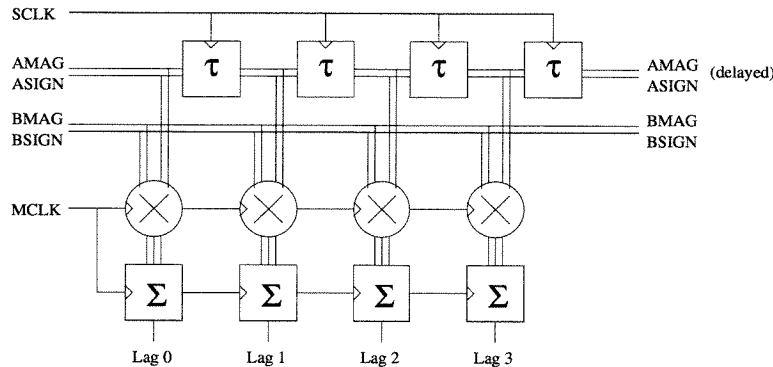 SCLK
τ τ τ τ
AMAG AMAG (delayed)
ASIGN ASIGN
BMAG BMAG
BSIGN BSIGN
MCLK
Σ Σ Σ Σ
Lag 0 Lag 1 Lag 2 Lag 3